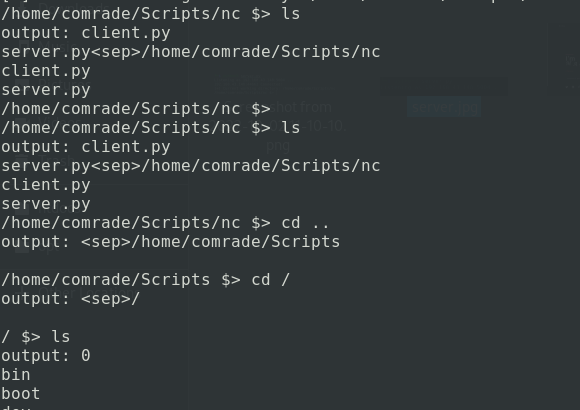 /home/comrade/Scripts/nc $> ls
output: client.py
server.py<sep>/home/comrade/Scripts/nc
client.py
server.py
/home/comrade/Scripts/nc $>
/home/comrade/Scripts/nc $> ls
output: client.py
server.py<sep>/home/comrade/Scripts/nc
client.py
server.py
/home/comrade/Scripts/nc $> cd ..
output: <sep>/home/comrade/Scripts
/home/comrade/Scripts $> cd /
output: <sep>/
/ $> ls
output: 0
bin
boot